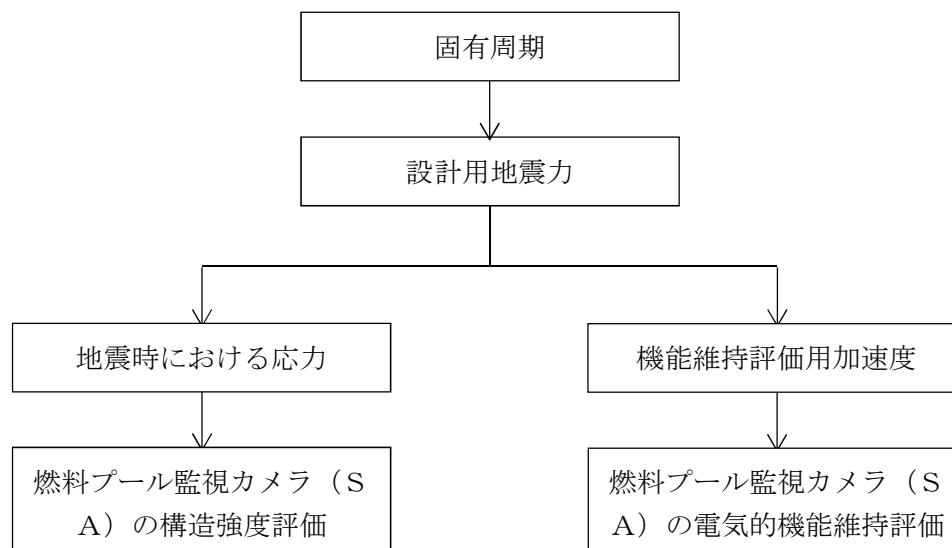 固有周期
設計用地震力
地震時における応力
機能維持評価用加速度
燃料プール監視カメラ（Ｓ
Ａ）の構造強度評価
燃料プール監視カメラ（Ｓ
Ａ）の電気的機能維持評価